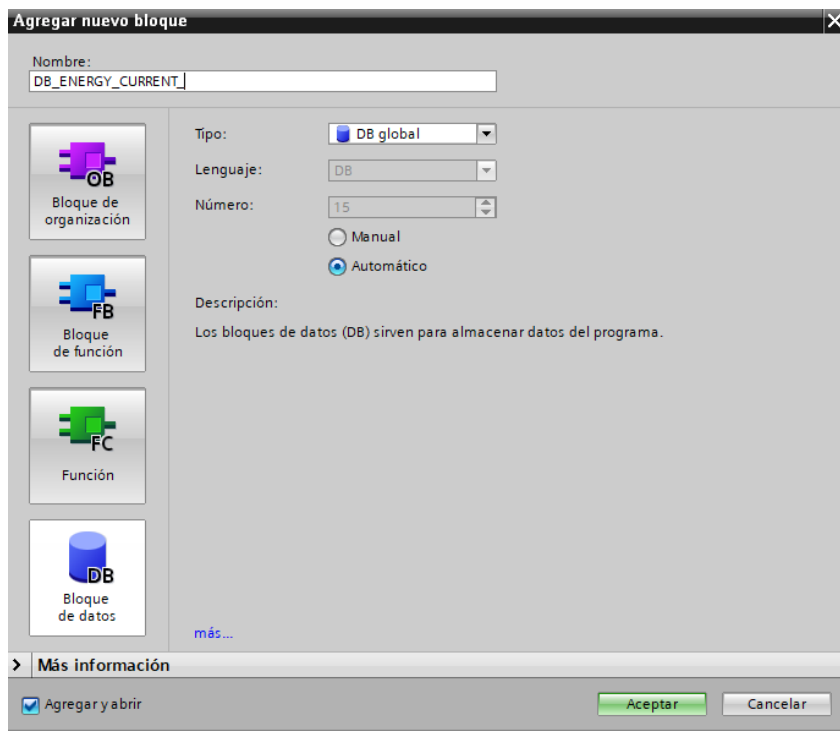 Agregar nuevo bloque
Nombre:
DB_ENERGY_CURRENT_
OB
Bloque de
organización
FB
Bloque
de función
FC
Función
DB
Bloque
de datos
Tipo:
DB global
Lenguaje:
DB
Número:
15
Manual
Automático
Descripción:
Los bloques de datos (DB) sirven para almacenar datos del programa.
más...
Más información
Agregar y abrir
Aceptar
Cancelar